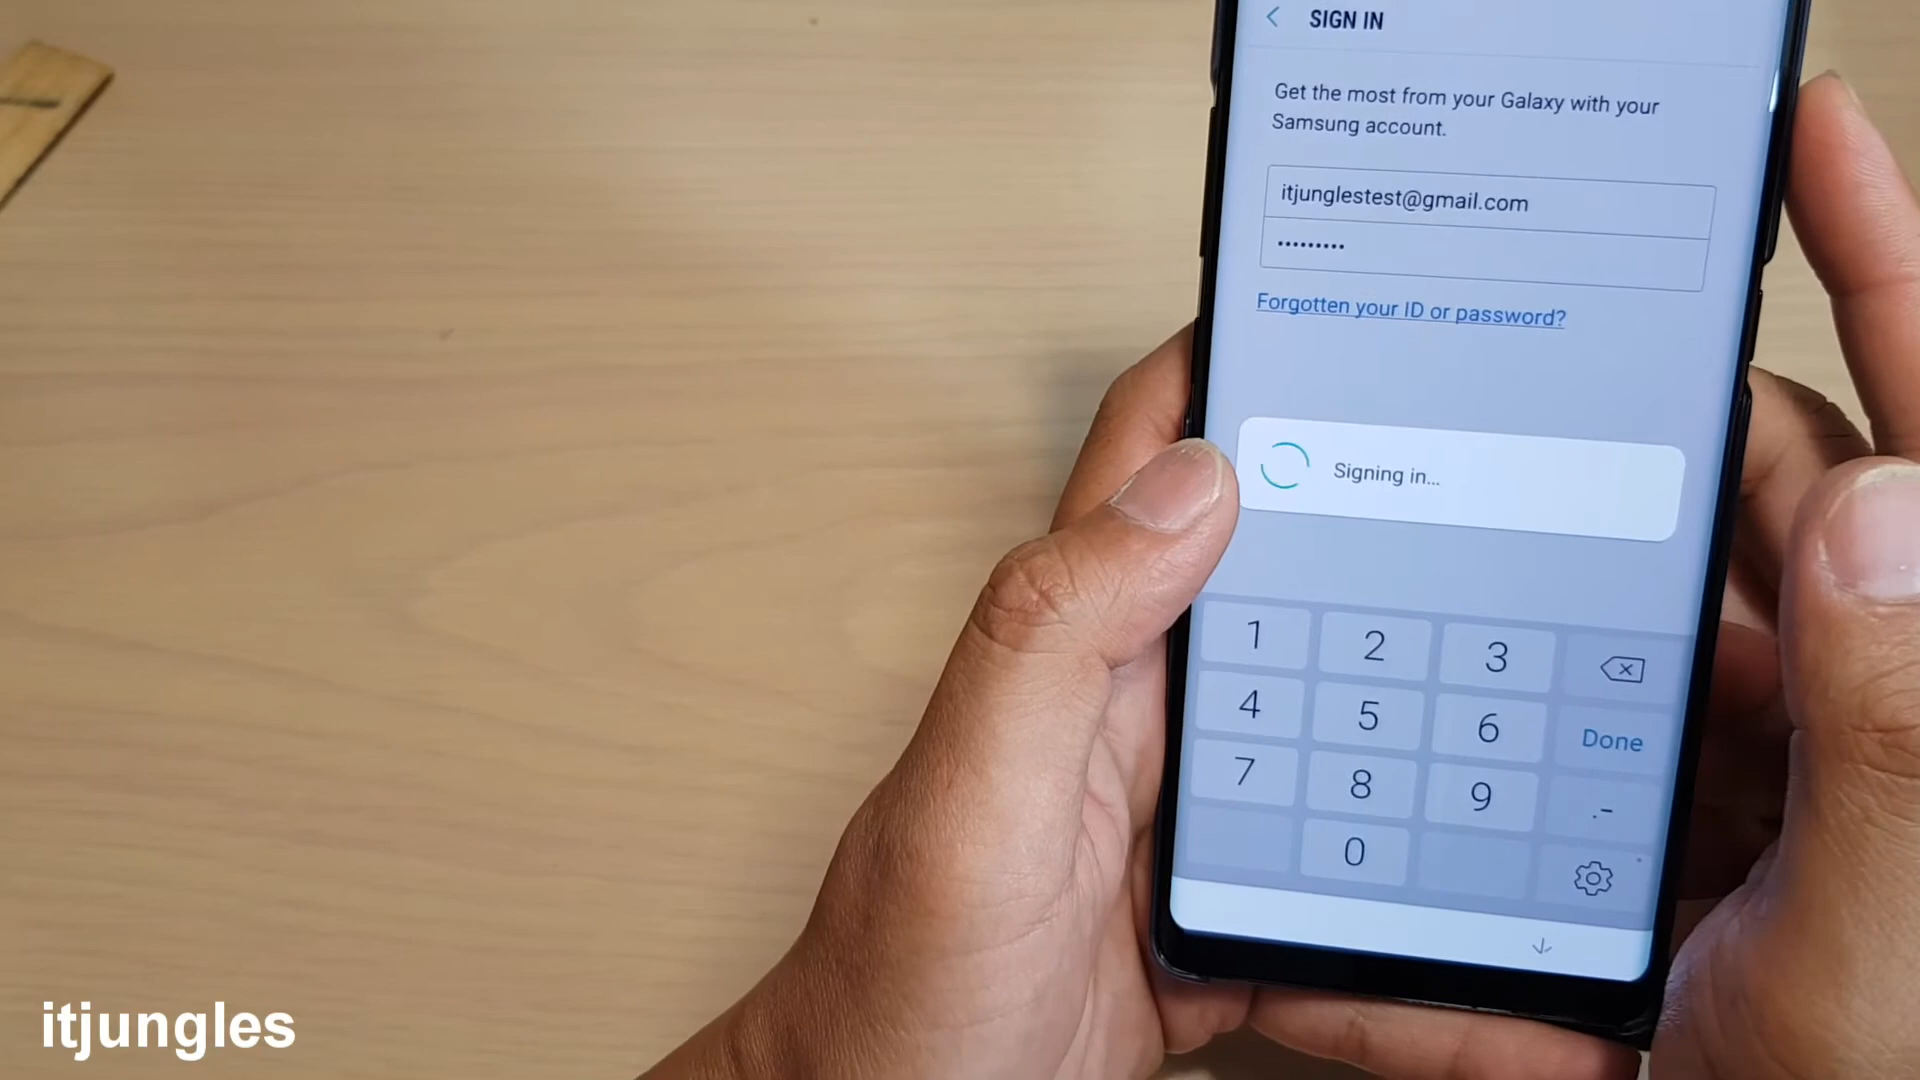 SIGN IN
Get the most from your Galaxy with your
Samsung account.
itjunglestest@gmail.com
•••••••••
Forgotten your ID or password?
Signing in...
1 2 3
4 5 6 Done
7 8 9 .-
0
itjungles